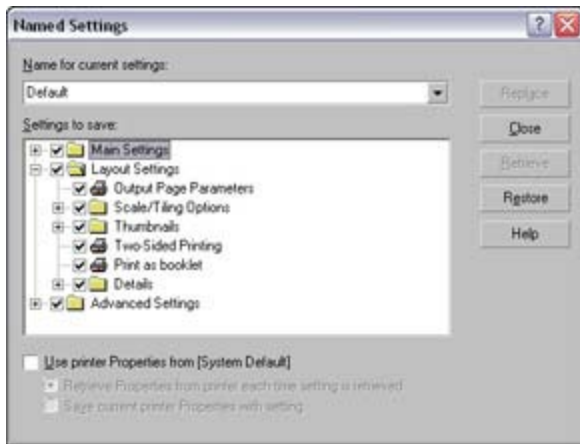 Named Settings
Name for current settings:
Default
Replace
Settings to save:
Close
Main Settings
Layout Settings
Retrieve
Output Page Parameters
Scale/Tiling Options
Restore
Thumbnails
Two-Sided Printing
Help
Print as booklet
Details
Advanced Settings
Use printer Properties from [System Default]
Retrieve Properties from printer each time setting is retrieved
Save current printer Properties with setting